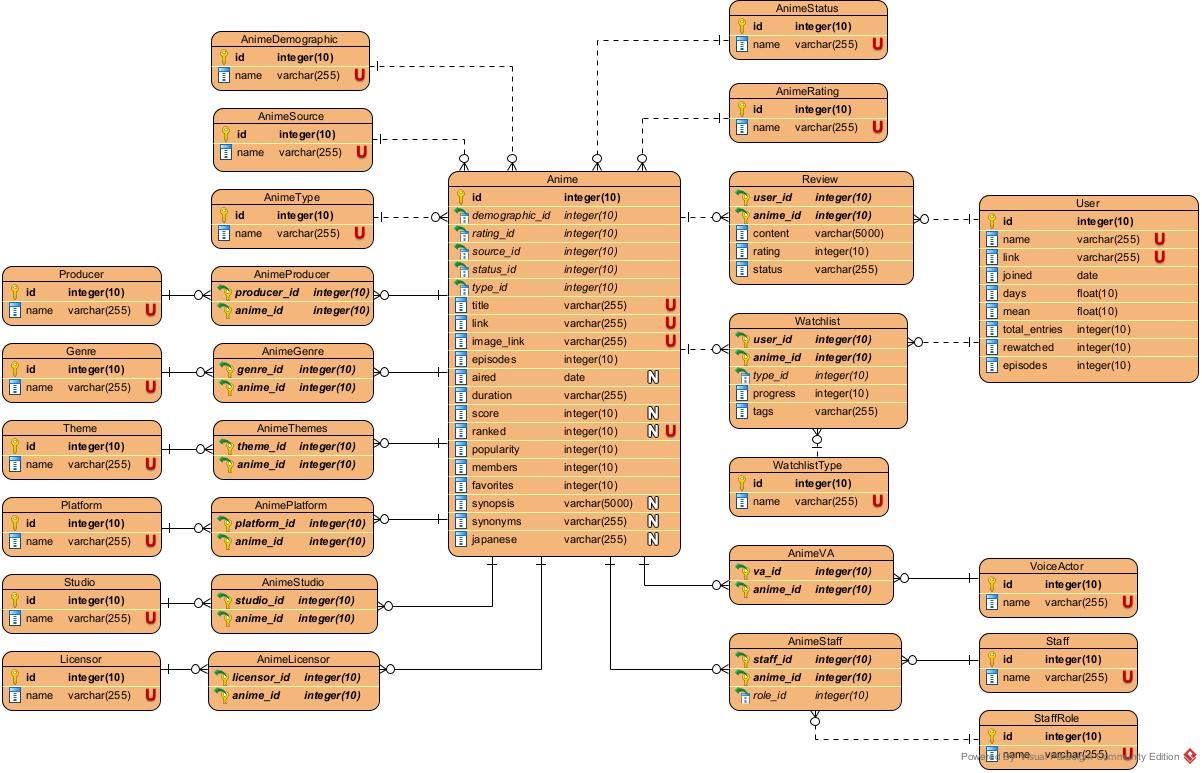 AnimeStatus
id integer(10)
name varchar(255) U
AnimeDemographic
id integer(10)
name varchar(255) U
AnimeRating
id integer(10)
name varchar(255) U
AnimeSource
id integer(10)
name varchar(255) U
AnimeType
id integer(10)
name varchar(255) U
Anime
id integer(10)
demographic_id integer(10)
rating_id integer(10)
source_id integer(10)
status_id integer(10)
type_id integer(10)
title varchar(255) U
link varchar(255) U
image_link varchar(255) U
episodes integer(10)
aired date N
duration varchar(255)
score integer(10) N
ranked integer(10) N U
popularity integer(10)
members integer(10)
favorites integer(10)
synopsis varchar(5000) N
synonyms varchar(255) N
japanese varchar(255) N
Review
user_id integer(10)
anime_id integer(10)
content varchar(5000)
rating integer(10)
status varchar(255)
User
id integer(10)
name varchar(255) U
link varchar(255) U
joined date
days float(10)
mean float(10)
total_entries integer(10)
rewatched integer(10)
episodes integer(10)
Producer
id integer(10)
name varchar(255) U
AnimeProducer
producer_id integer(10)
anime_id integer(10)
Genre
id integer(10)
name varchar(255) U
AnimeGenre
genre_id integer(10)
anime_id integer(10)
Watchlist
user_id integer(10)
anime_id integer(10)
type_id integer(10)
progress integer(10)
tags varchar(255)
Theme
id integer(10)
name varchar(255) U
AnimeThemes
theme_id integer(10)
anime_id integer(10)
WatchlistType
id integer(10)
name varchar(255) U
Platform
id integer(10)
name varchar(255) U
AnimePlatform
platform_id integer(10)
anime_id integer(10)
Studio
id integer(10)
name varchar(255) U
AnimeStudio
studio_id integer(10)
anime_id integer(10)
AnimeVA
va_id integer(10)
anime_id integer(10)
VoiceActor
id integer(10)
name varchar(255) U
Licensor
id integer(10)
name varchar(255) U
AnimeLicensor
licensor_id integer(10)
anime_id integer(10)
AnimeStaff
staff_id integer(10)
anime_id integer(10)
role_id integer(10)
Staff
id integer(10)
name varchar(255) U
StaffRole
id integer(10)
name varchar(255) U
Powered By Visual Paradigm Community Edition